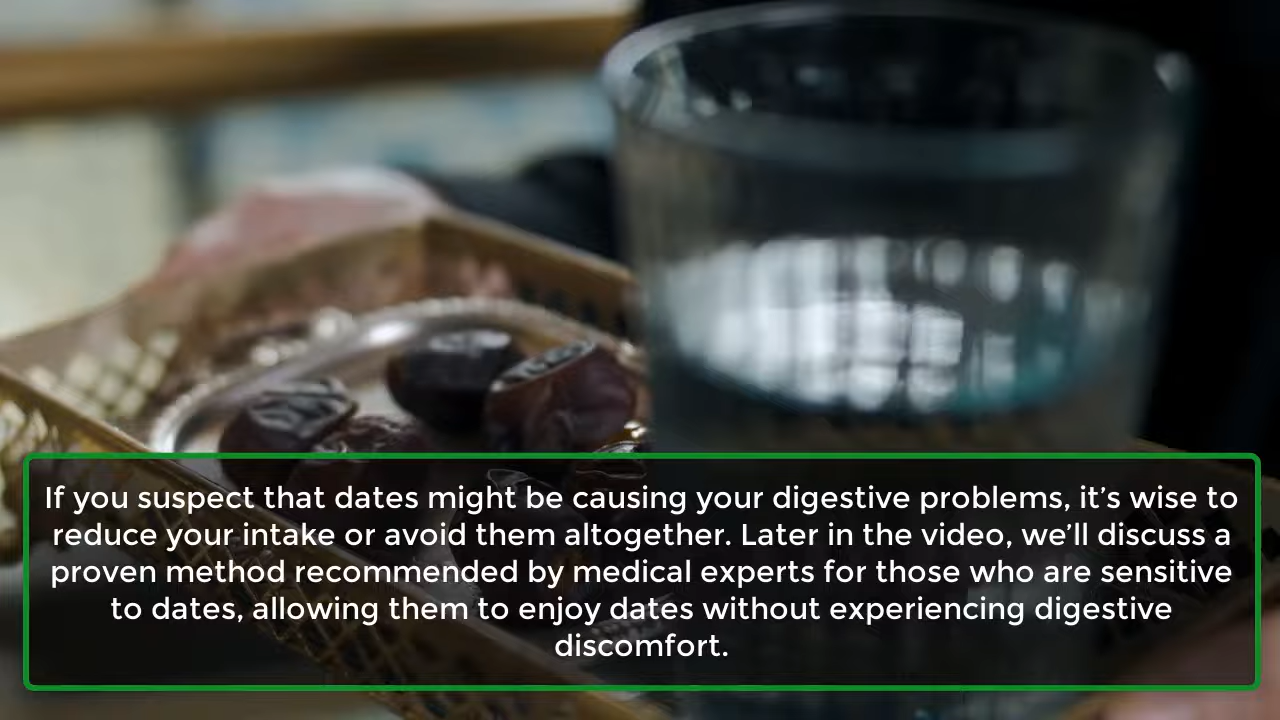 If you suspect that dates might be causing your digestive problems, it’s wise to
reduce your intake or avoid them altogether. Later in the video, we’ll discuss a
proven method recommended by medical experts for those who are sensitive
to dates, allowing them to enjoy dates without experiencing digestive
discomfort.